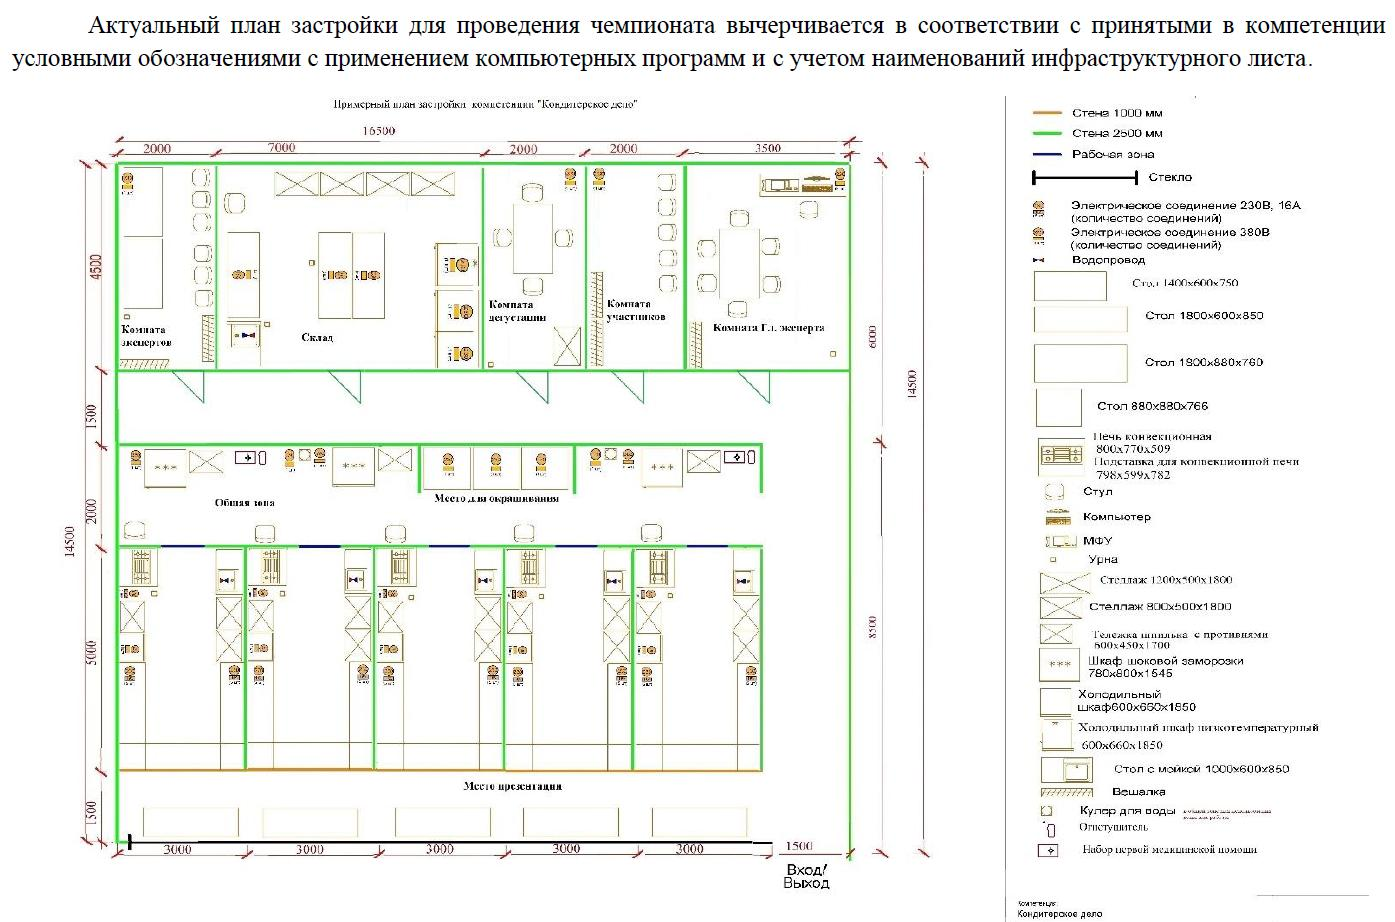 Актуальный план застройки для проведения чемпионата вычерчивается в соответствии с принятыми в компетенции
условными обозначениями с применением компьютерных программ и с учетом наименований инфраструктурного листа.
Примерный план застройки компетенции "Кондитерское дело"
16500
2000 7000 2000 2000 3500
4500
1500
2000
5000
1500
14500
6000
8500
14500
Комната
экспертов
Склад
Комната
дегустации
Комната
участников
Комната Гл. эксперта
Общая зона
Место для окрашивания
Место презентации
3000 3000 3000 3000 3000 1500
Вход/
Выход
Стена 1000 мм
Стена 2500 мм
Рабочая зона
Стекло
Электрическое соединение 230В, 16А
(количество соединений)
Электрическое соединение 380В
(количество соединений)
Водопровод
Стол 1400х600х750
Стол 1800х600х850
Стол 1800х880х760
Стол 880х880х766
Печь конвекционная
800х770х509
Подставка для конвекционной печи
798х599х782
Стул
Компьютер
МФУ
Урна
Стеллаж 1200х500х1800
Стеллаж 800х500х1800
Тележка шпилька с противнями
600х450х1700
Шкаф шоковой заморозки
780х800х1545
Холодильный
шкаф600х660х1850
Холодильный шкаф низкотемпературный
600х660х1850
Стол с мойкой 1000х600х850
Вешалка
Кулер для воды
Огнетушитель
Набор первой медицинской помощи
Компетенция:
Кондитерское дело